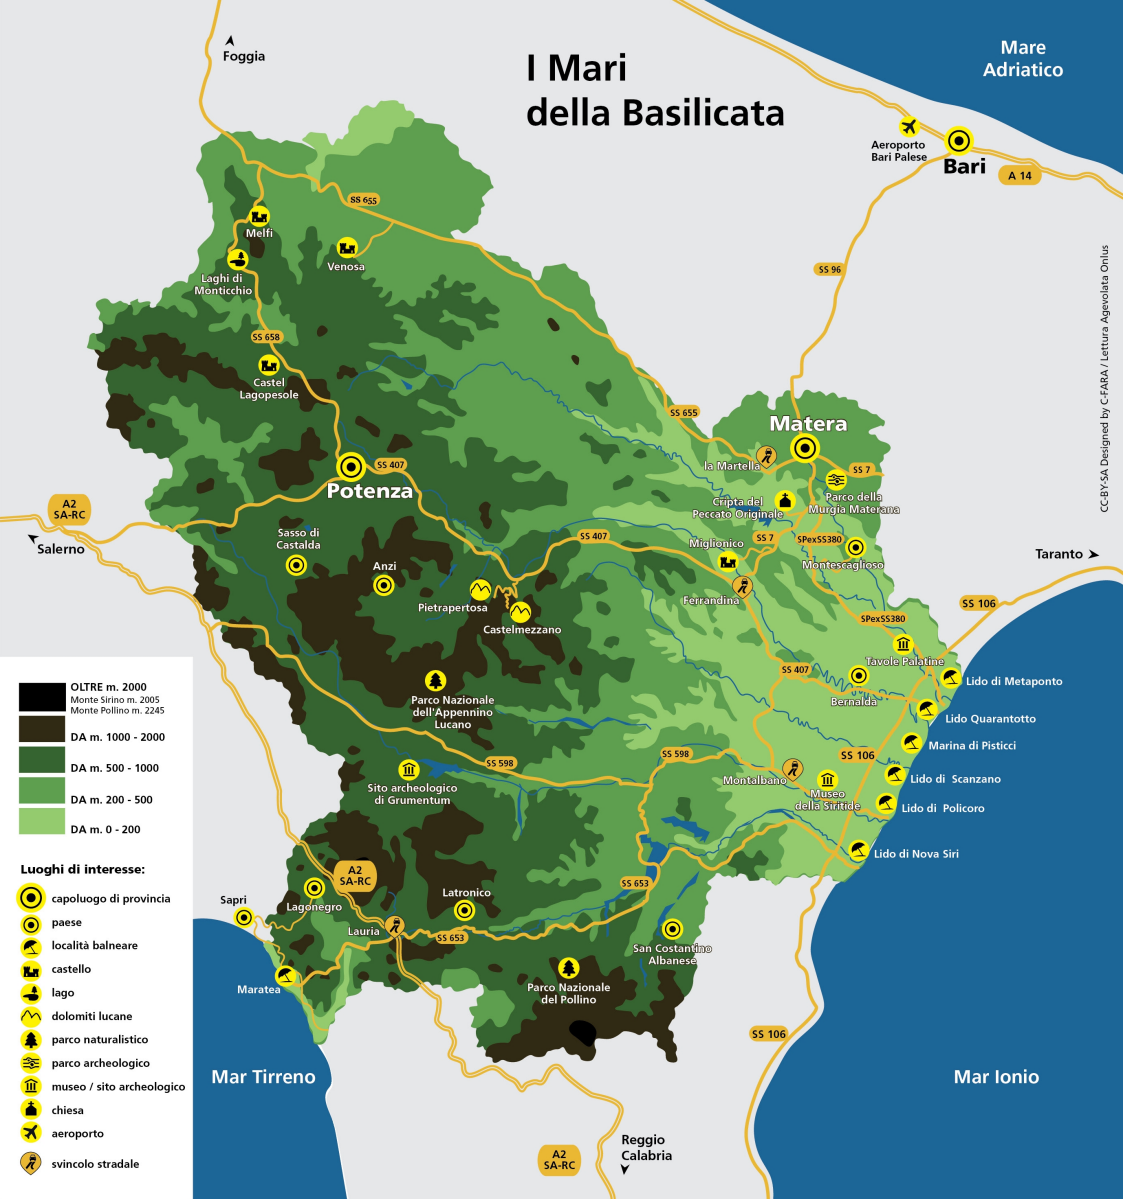 I Mari
della Basilicata
Mare
Adriatico
Foggia
Aeroporto
Bari Palese
Bari
A 14
SS 655
Melfi
Venosa
Laghi di
Monticchio
SS 96
SS 658
Castel
Lagopesole
SS 655
Matera
la Martella
SS 7
SS 407
Potenza
Parco della
Murgia Materana
Cripta del
Peccato Originale
A2
SA-RC
Salerno
Sasso di
Castalda
SS 407
Miglionico
SS 7
SPexSS380
Montescaglioso
Taranto
Anzi
Pietrapertosa
Castelmezzano
Ferrandina
SS 106
SPexSS380
Tavole Palatine
SS 407
Bernalda
Lido di Metaponto
Lido Quarantotto
Marina di Pisticci
Lido di Scanzano
Lido di Policoro
Lido di Nova Siri
Parco Nazionale
dell'Appennino
Lucano
SS 598
SS 598
SS 106
Montalbano
Museo
della Siritide
Sito archeologico
di Grumentum
A2
SA-RC
SS 653
Latronico
Lagonegro
Sapri
Lauria
SS 653
San Costantino
Albanese
Maratea
Parco Nazionale
del Pollino
SS 106
Mar Tirreno
Mar Ionio
A2
SA-RC
Reggio
Calabria
OLTRE m. 2000
Monte Sirino m. 2005
Monte Pollino m. 2245
DA m. 1000 - 2000
DA m. 500 - 1000
DA m. 200 - 500
DA m. 0 - 200
Luoghi di interesse:
capoluogo di provincia
paese
località balneare
castello
lago
dolomiti lucane
parco naturalistico
parco archeologico
museo / sito archeologico
chiesa
aeroporto
svincolo stradale
CC-BY-SA Designed by C-FARA / Lettura Agevolata Onlus